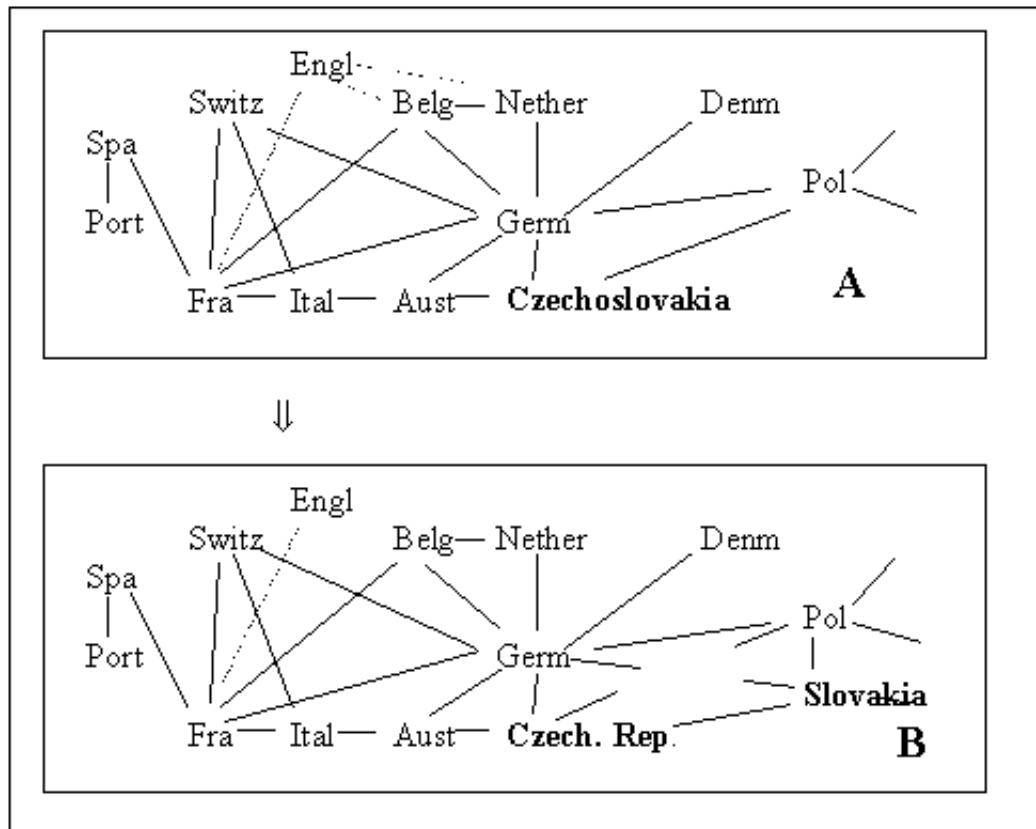 Engl
Switz Belg Nether Denm
Spa
Pol
Port Germ
Fra Ital Aust Czechoslovakia A
⇓
Engl
Switz Belg Nether Denm
Spa
Pol
Port Germ
Slovakia
Fra Ital Aust Czech. Rep. B